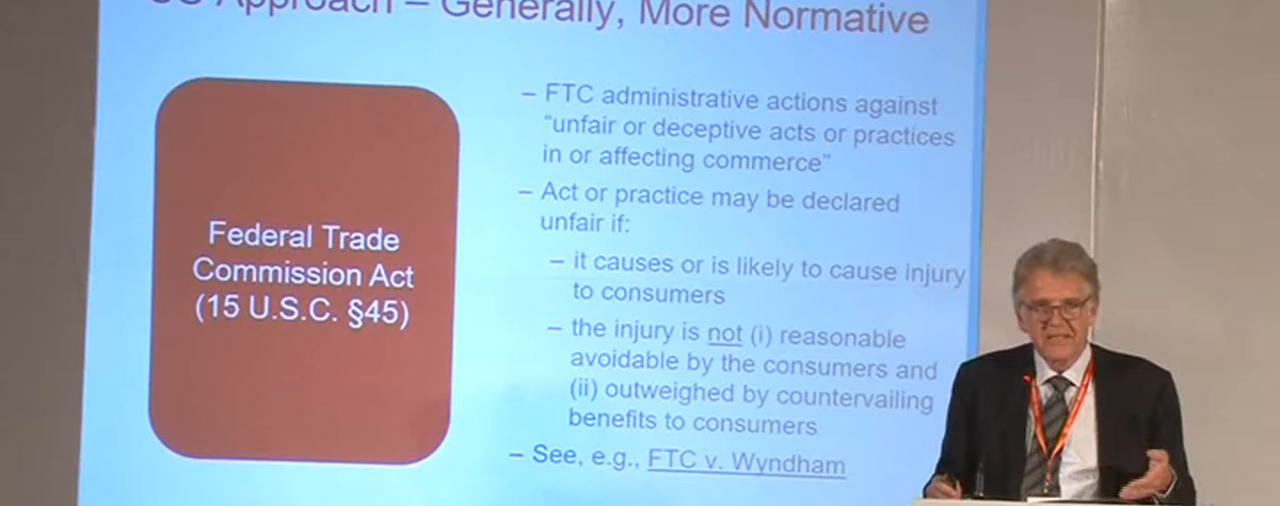 US Approach – Generally, More Normative
Federal Trade
Commission Act
(15 U.S.C. §45)
– FTC administrative actions against
“unfair or deceptive acts or practices
in or affecting commerce”
– Act or practice may be declared
unfair if:
– it causes or is likely to cause injury
to consumers
– the injury is not (i) reasonable
avoidable by the consumers and
(ii) outweighed by countervailing
benefits to consumers
– See, e.g., FTC v. Wyndham